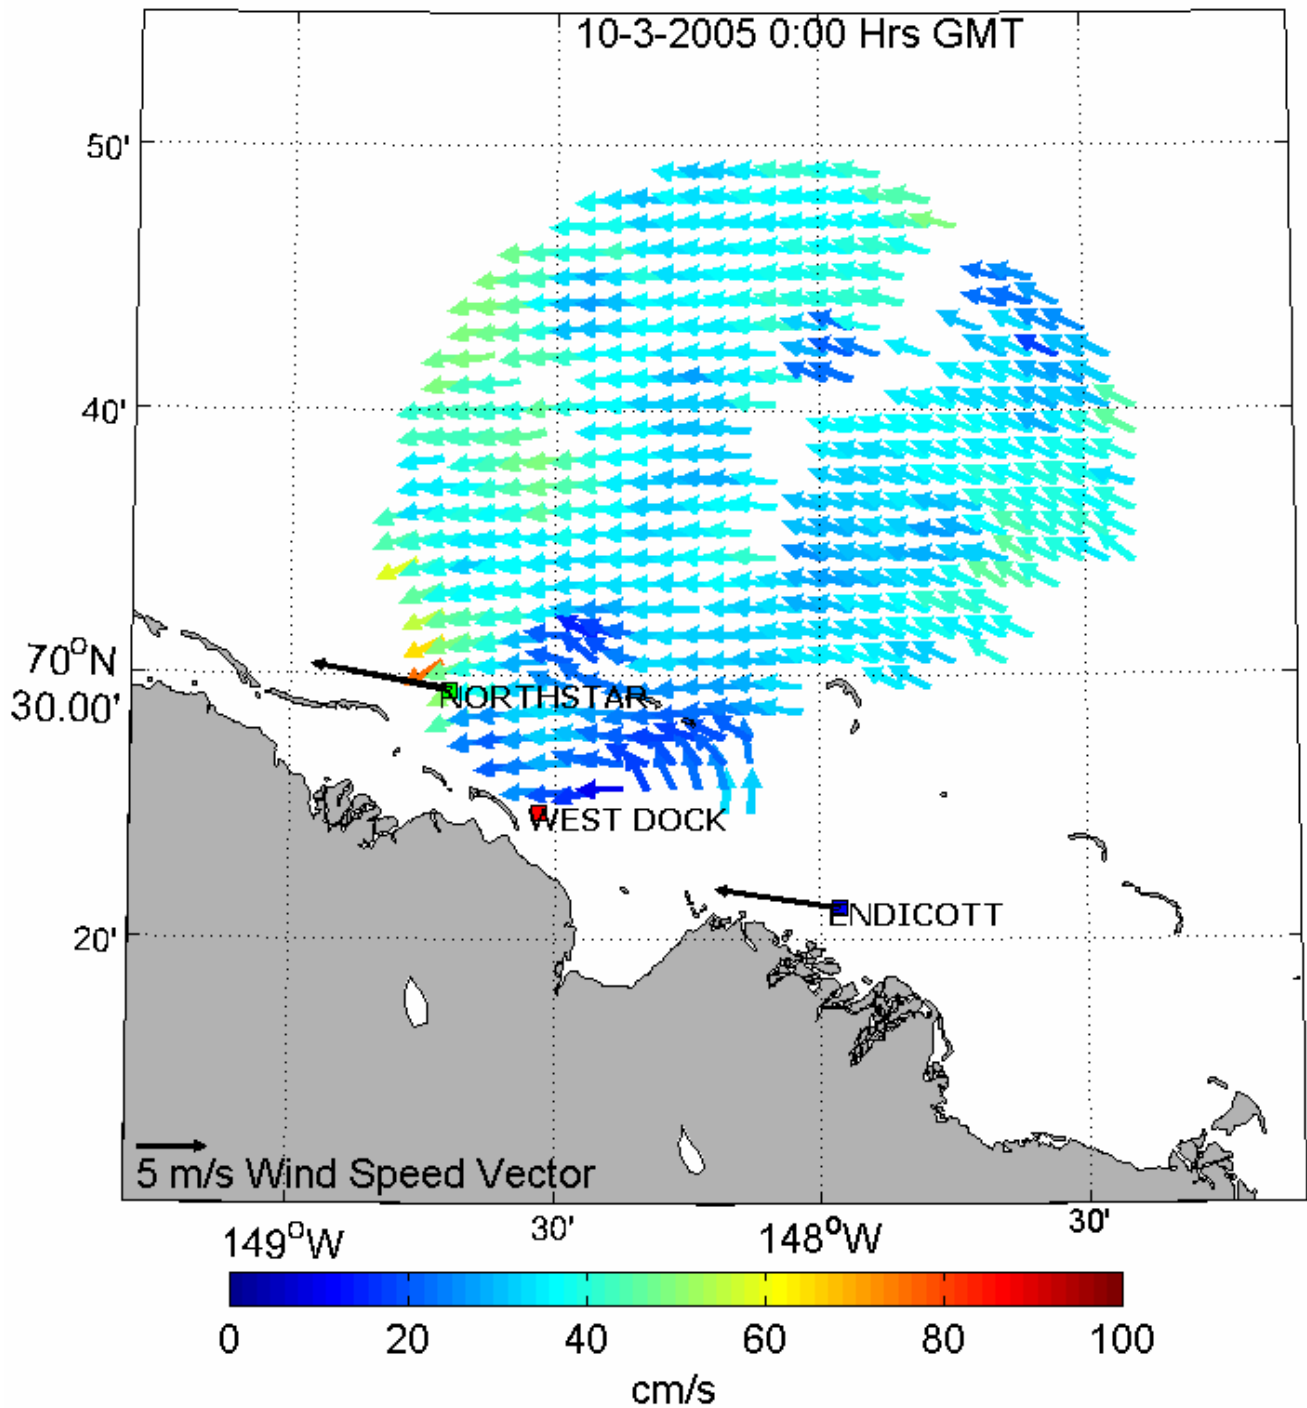 10-3-2005 0:00 Hrs GMT
50'
40'
70°N
30.00'
NORTHSTAR
WEST DOCK
ENDICOTT
20'
5 m/s Wind Speed Vector
149°W 30' 148°W 30'
0 20 40 60 80 100
cm/s